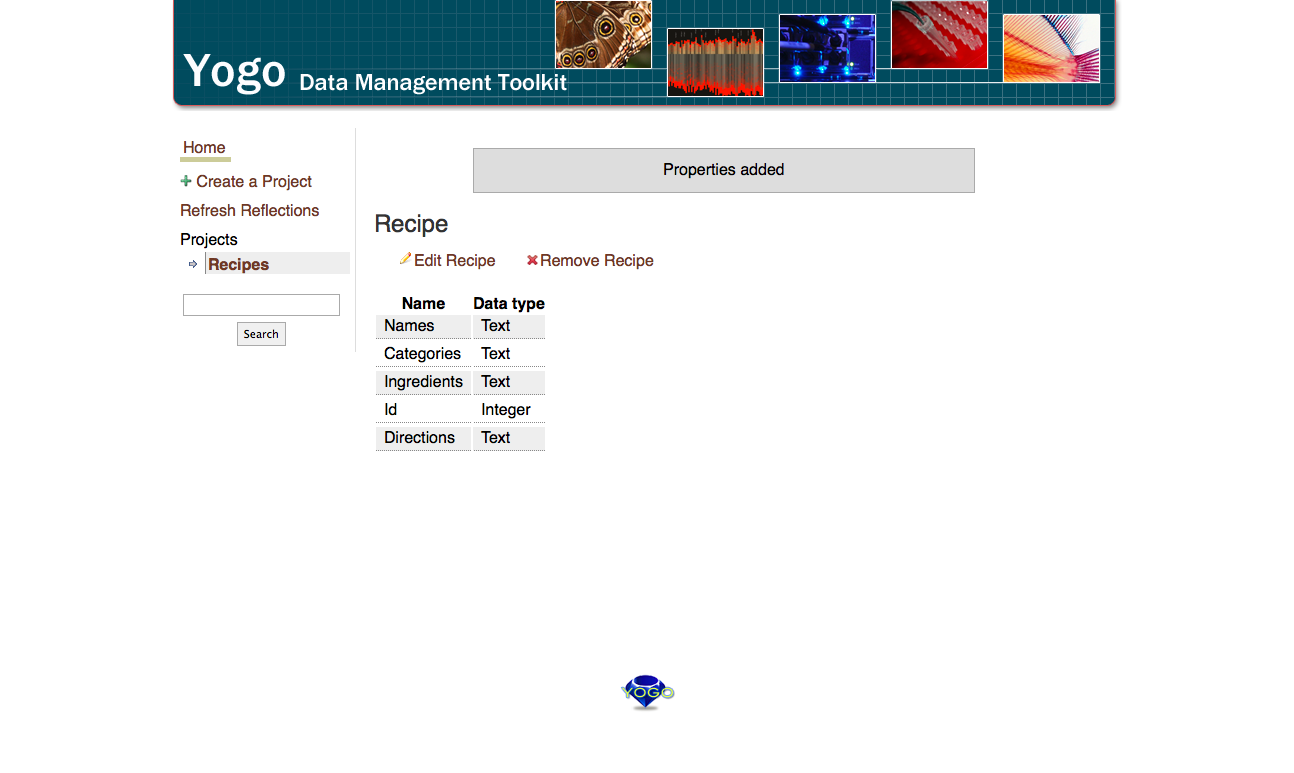 Yogo Data Management Toolkit
Home
Create a Project
Refresh Reflections
Projects
Recipes
Search
Properties added
Recipe
Edit Recipe Remove Recipe
Name Data type
Names Text
Categories Text
Ingredients Text
Id Integer
Directions Text
YOGO